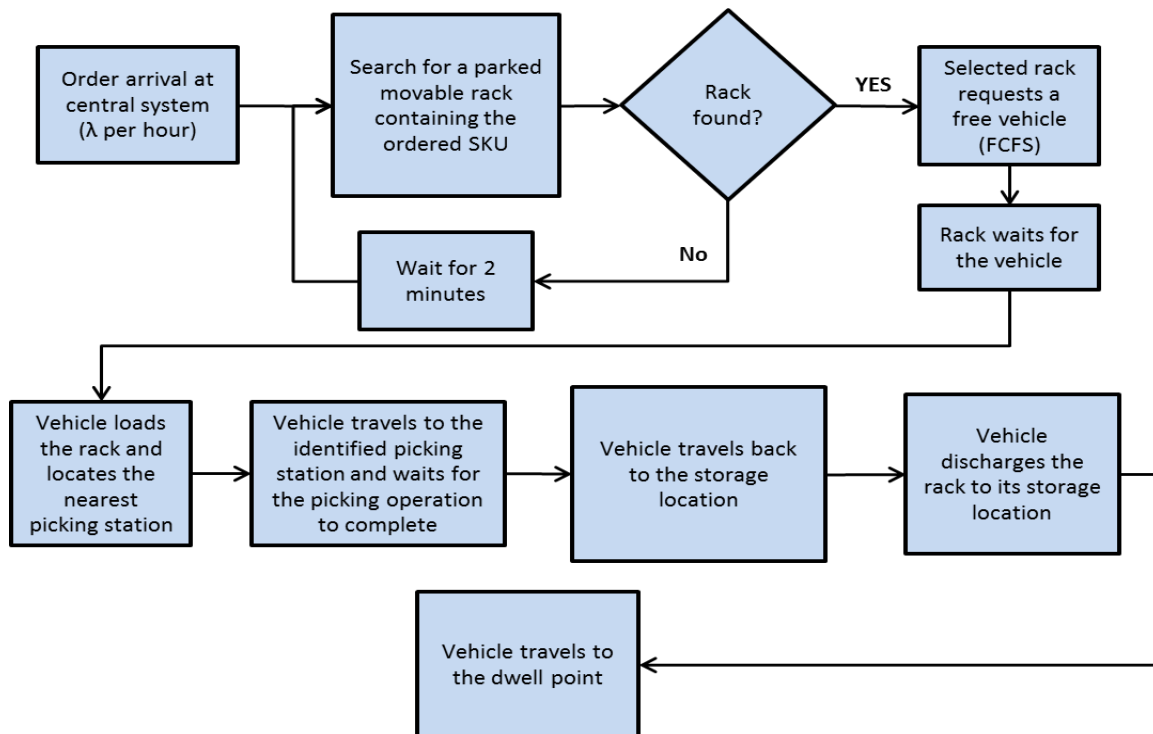 Order arrival at
central system
(λ per hour)
Search for a parked
movable rack
containing the
ordered SKU
Rack
found?
YES
Selected rack
requests a
free vehicle
(FCFS)
No
Wait for 2
minutes
Rack waits for
the vehicle
Vehicle loads
the rack and
locates the
nearest
picking station
Vehicle travels to the
identified picking
station and waits for
the picking operation
to complete
Vehicle travels back
to the storage
location
Vehicle
discharges the
rack to its storage
location
Vehicle travels to
the dwell point